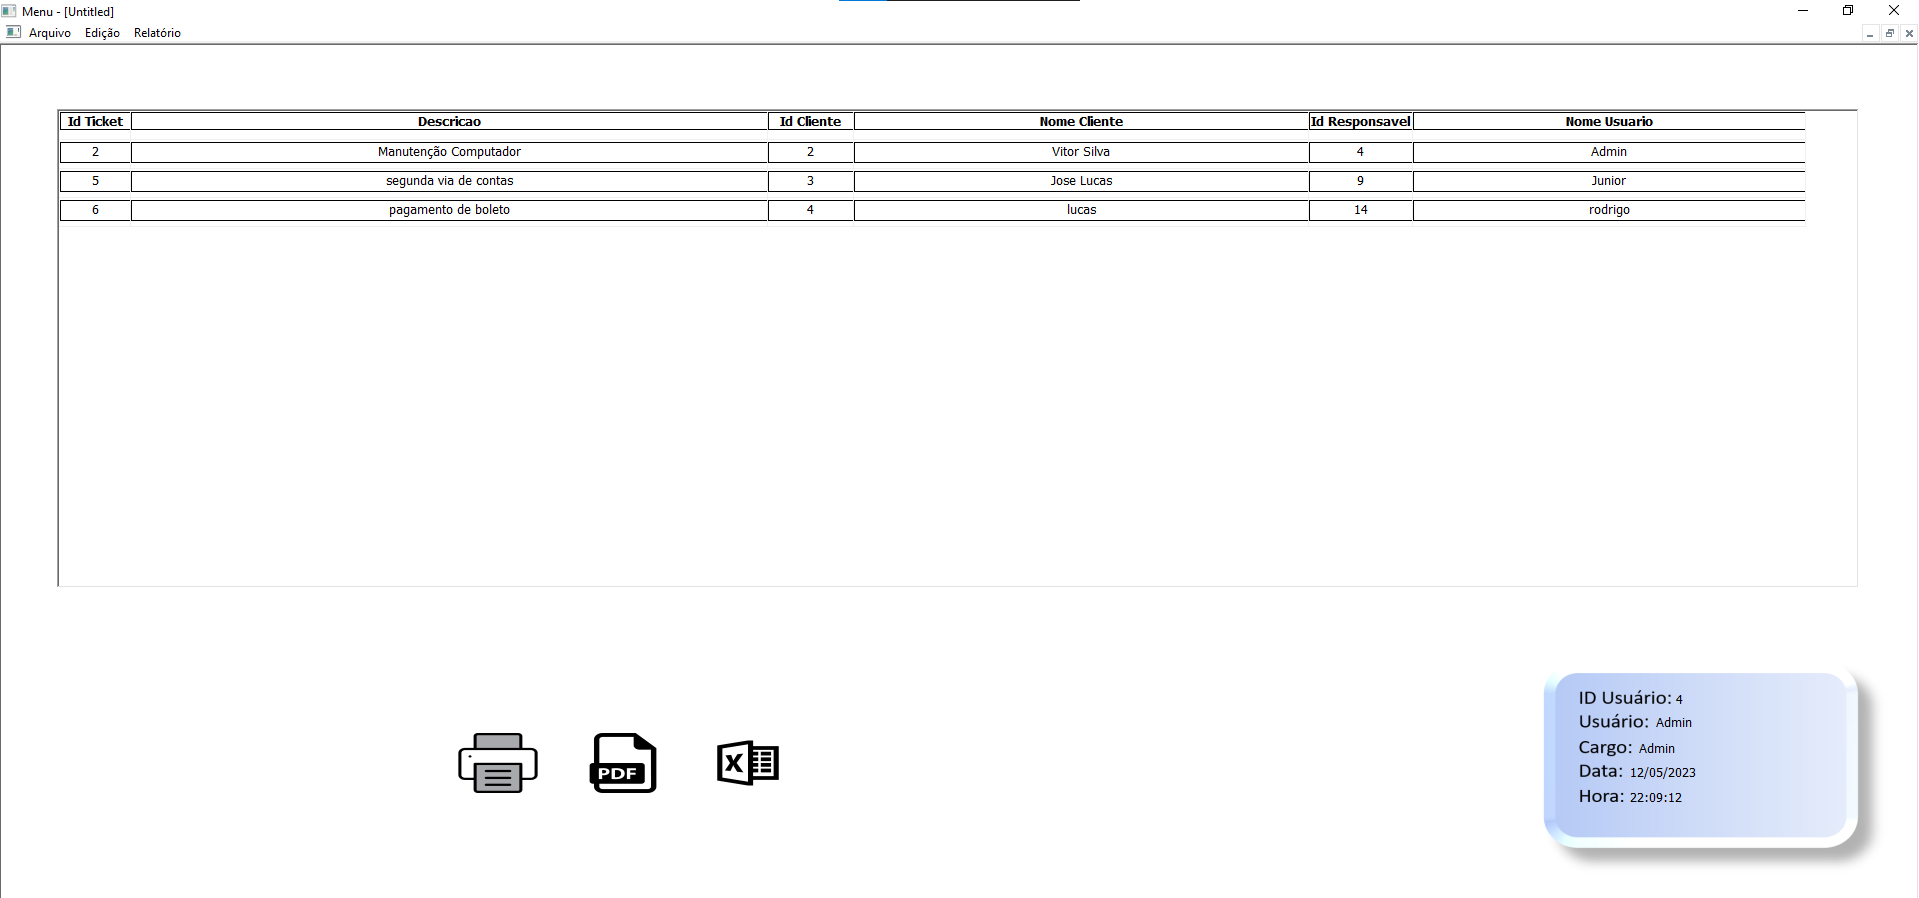 Menu - [Untitled]
Arquivo Edição Relatório
Id Ticket Descricao Id Cliente Nome Cliente Id Responsavel Nome Usuario
2 Manutenção Computador 2 Vitor Silva 4 Admin
5 segunda via de contas 3 Jose Lucas 9 Junior
6 pagamento de boleto 4 lucas 14 rodrigo
ID Usuário: 4
Usuário: Admin
Cargo: Admin
Data: 12/05/2023
Hora: 22:09:12
PDF
X